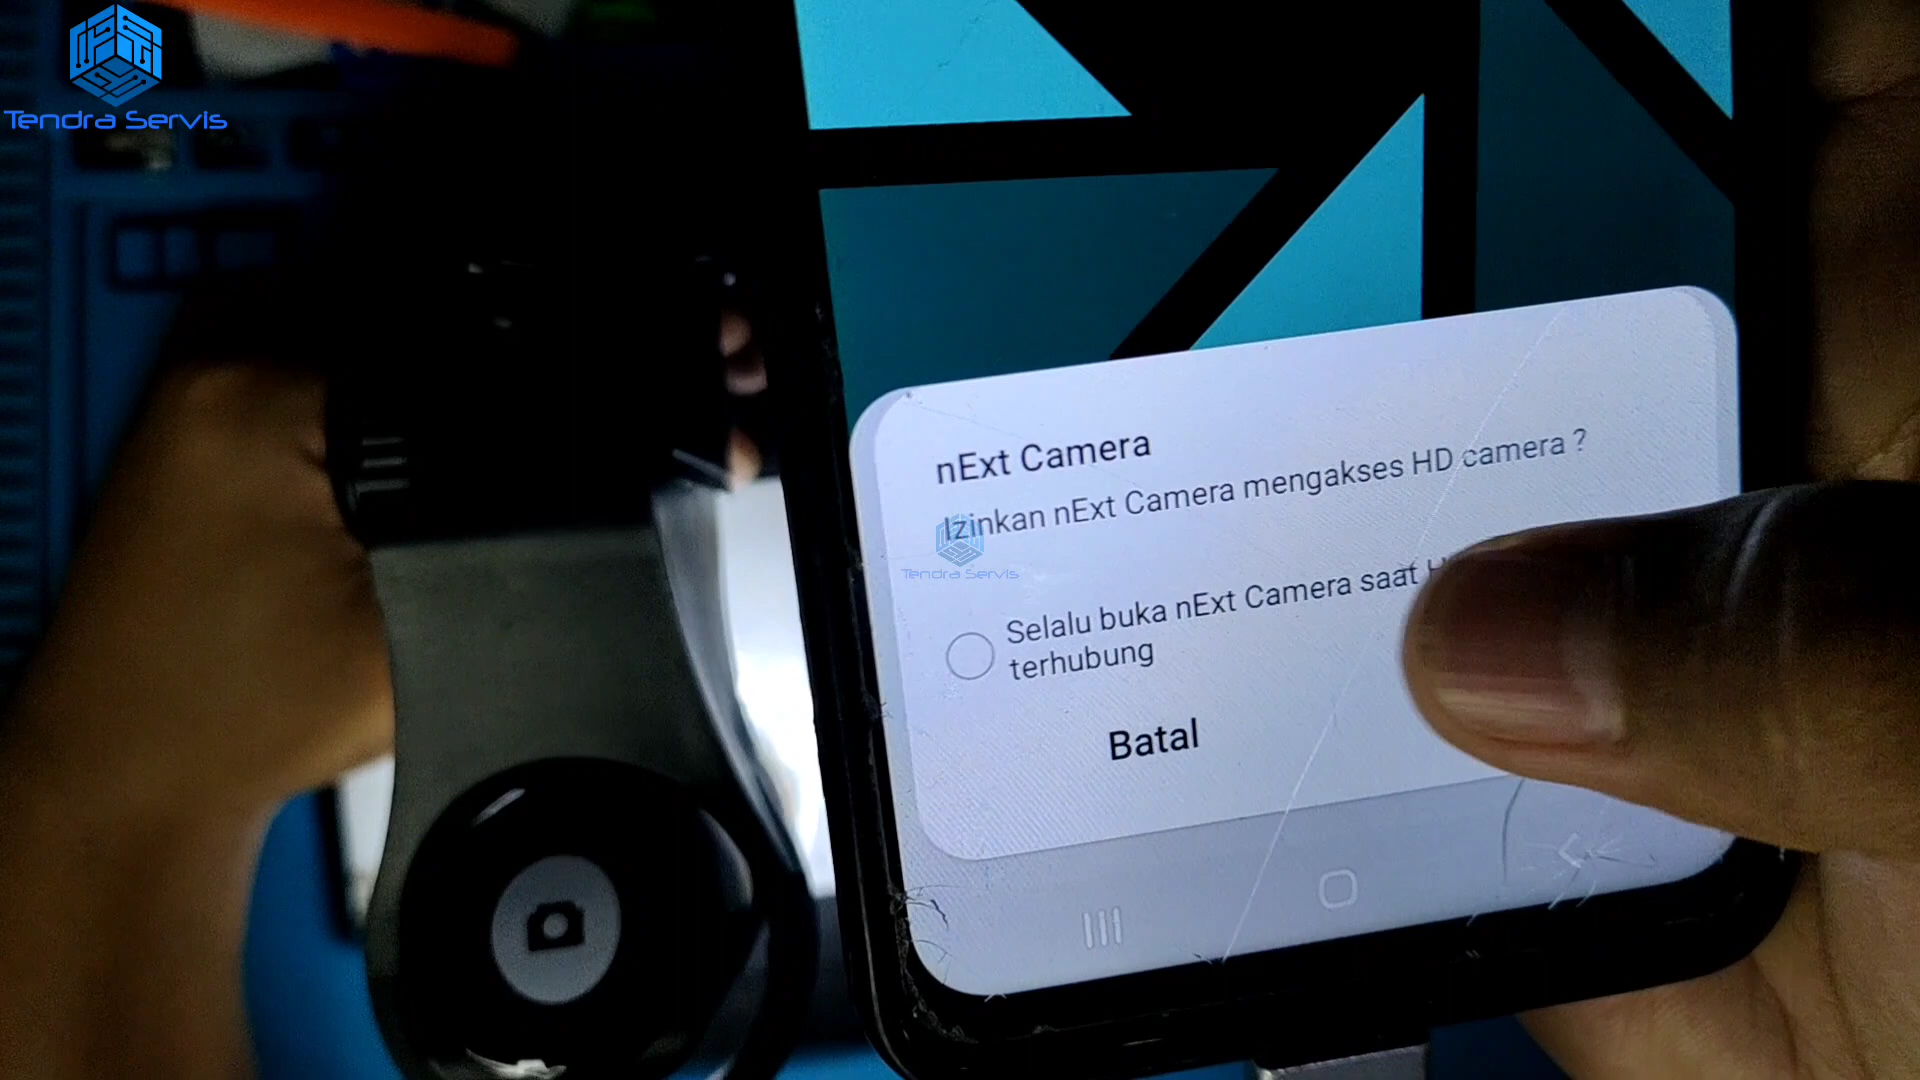 Tendra Servis
nExt Camera
Izinkan nExt Camera mengakses HD camera ?
Tendra Servis
Selalu buka nExt Camera saat
terhubung
Batal